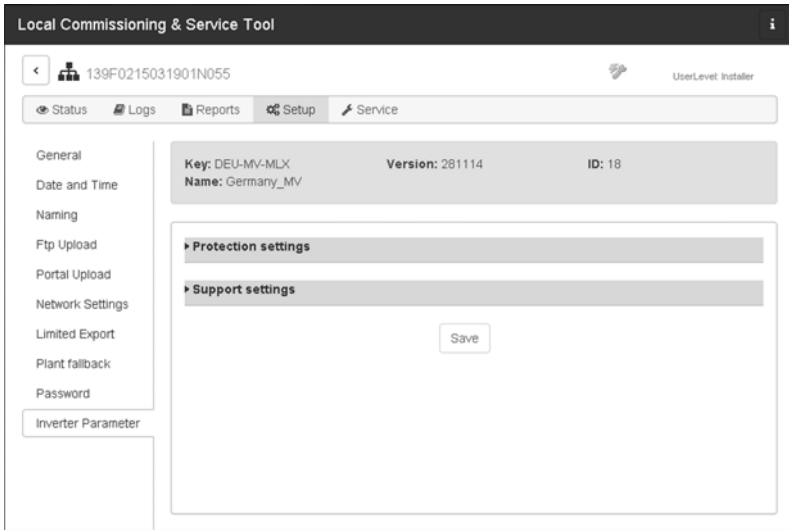 Local Commissioning & Service Tool
i
139F0215031901N055
UserLevel: Installer
Status Logs Reports Setup Service
General
Date and Time
Naming
Ftp Upload
Portal Upload
Network Settings
Limited Export
Plant fallback
Password
Inverter Parameter
Key: DEU-MV-MLX Version: 281114 ID: 18
Name: Germany_MV
Protection settings
Support settings
Save